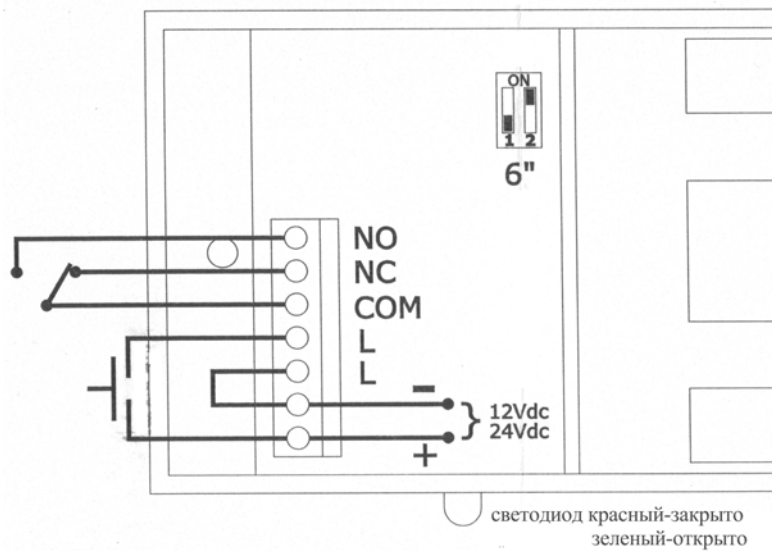 ON
1 2
6"
NO
NC
COM
L
L
-
12Vdc
24Vdc
+
светодиод красный-закрыто
зеленый-открыто